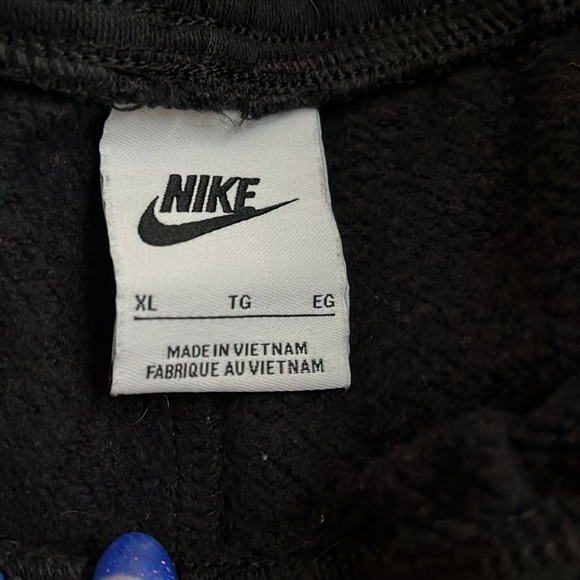 NIKE
XL TG EG
MADE IN VIETNAM
FABRIQUE AU VIETNAM